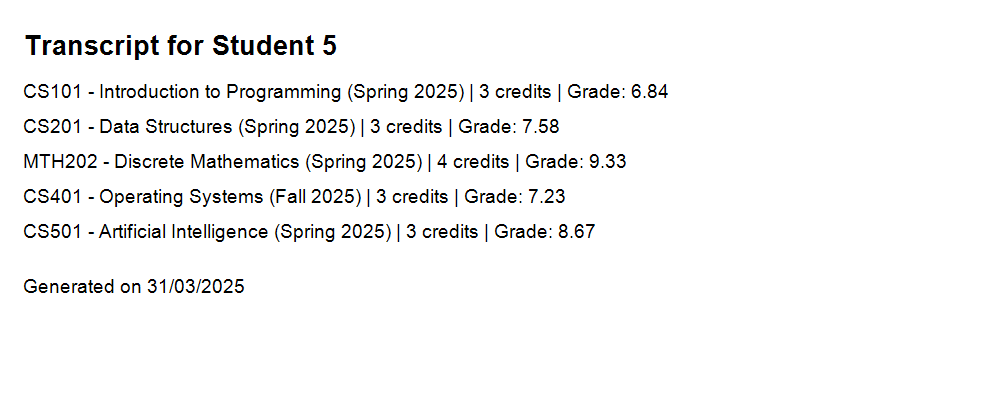 Transcript for Student 5
CS101 - Introduction to Programming (Spring 2025) | 3 credits | Grade: 6.84
CS201 - Data Structures (Spring 2025) | 3 credits | Grade: 7.58
MTH202 - Discrete Mathematics (Spring 2025) | 4 credits | Grade: 9.33
CS401 - Operating Systems (Fall 2025) | 3 credits | Grade: 7.23
CS501 - Artificial Intelligence (Spring 2025) | 3 credits | Grade: 8.67
Generated on 31/03/2025